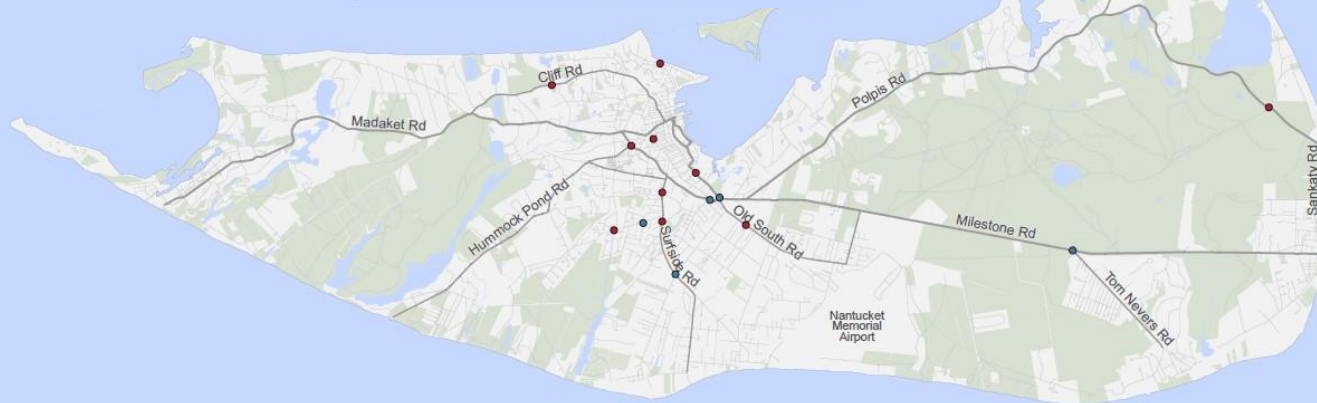 Cliff Rd
Polpis Rd
Madaket Rd
Sankaty Rd
Hummock Pond Rd
Old South Rd
Milestone Rd
Surfside Rd
Tom Nevers Rd
Nantucket
Memorial
Airport